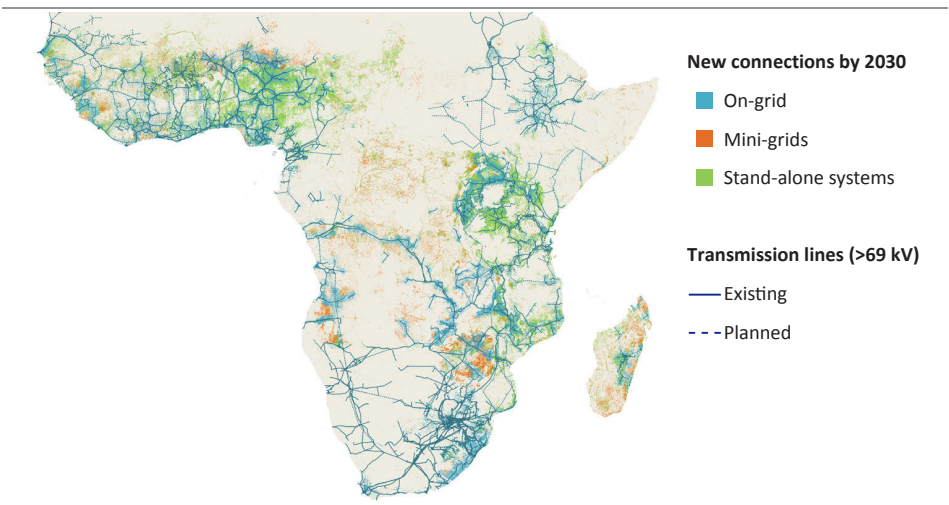 New connections by 2030
On-grid
Mini-grids
Stand-alone systems
Transmission lines (>69 kV)
Existing
Planned